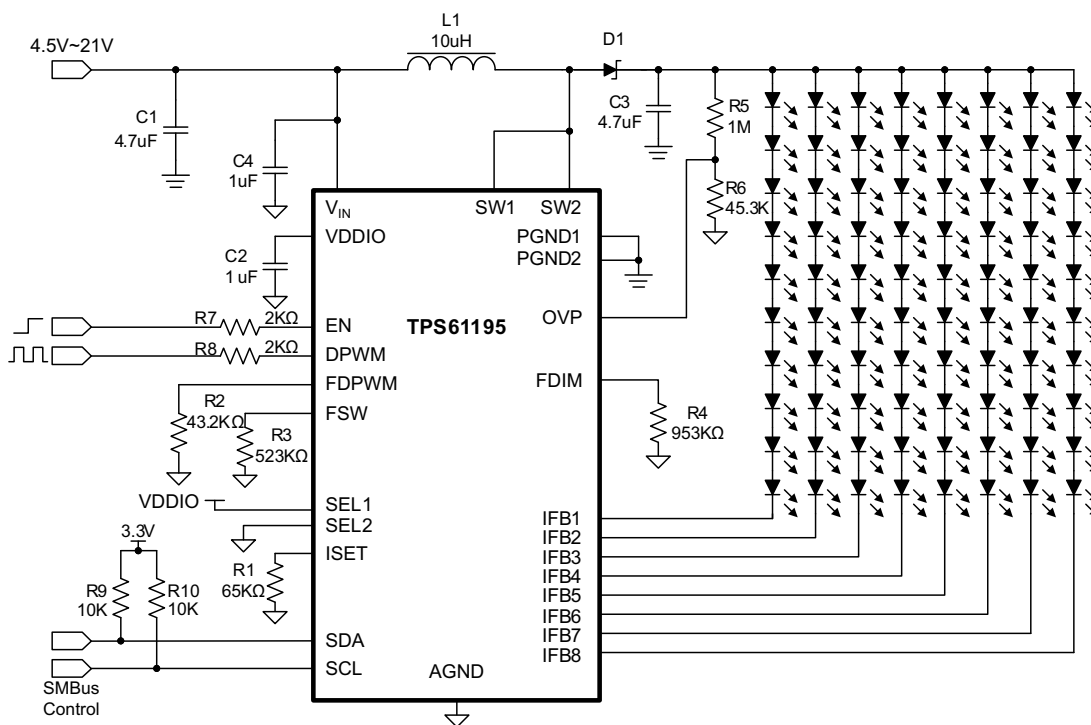 L1
10uH
D1
4.5V~21V
C1
4.7uF
C3
4.7uF
R5
1M
C4
1uF
R6
45.3K
VIN
SW1
SW2
VDDIO
PGND1
PGND2
C2
1 uF
R7
2KΩ
EN
TPS61195
OVP
R8
2KΩ
DPWM
FDPWM
FDIM
R2
43.2KΩ
FSW
R3
523KΩ
R4
953KΩ
VDDIO
SEL1
SEL2
IFB1
IFB2
3.3V
ISET
IFB3
R1
65KΩ
IFB4
R9
10K
R10
10K
IFB5
IFB6
SDA
IFB7
IFB8
SCL
AGND
SMBus
Control